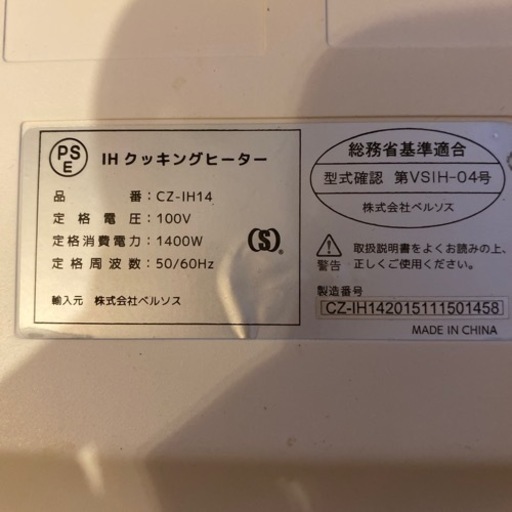 PS
E
IH クッキングヒーター
品 番：CZ-IH14
定格電圧：100V
定格消費電力：1400W
定格周波数：50/60Hz
輸入元 株式会社ベルソス
(S)®
総務省基準適合
型式確認 第VSIH-04号
株式会社ベルソス
警告
取扱説明書をよくお読みの上、
正しくご使用ください。
製造番号
CZ-IH142015111501458
MADE IN CHINA